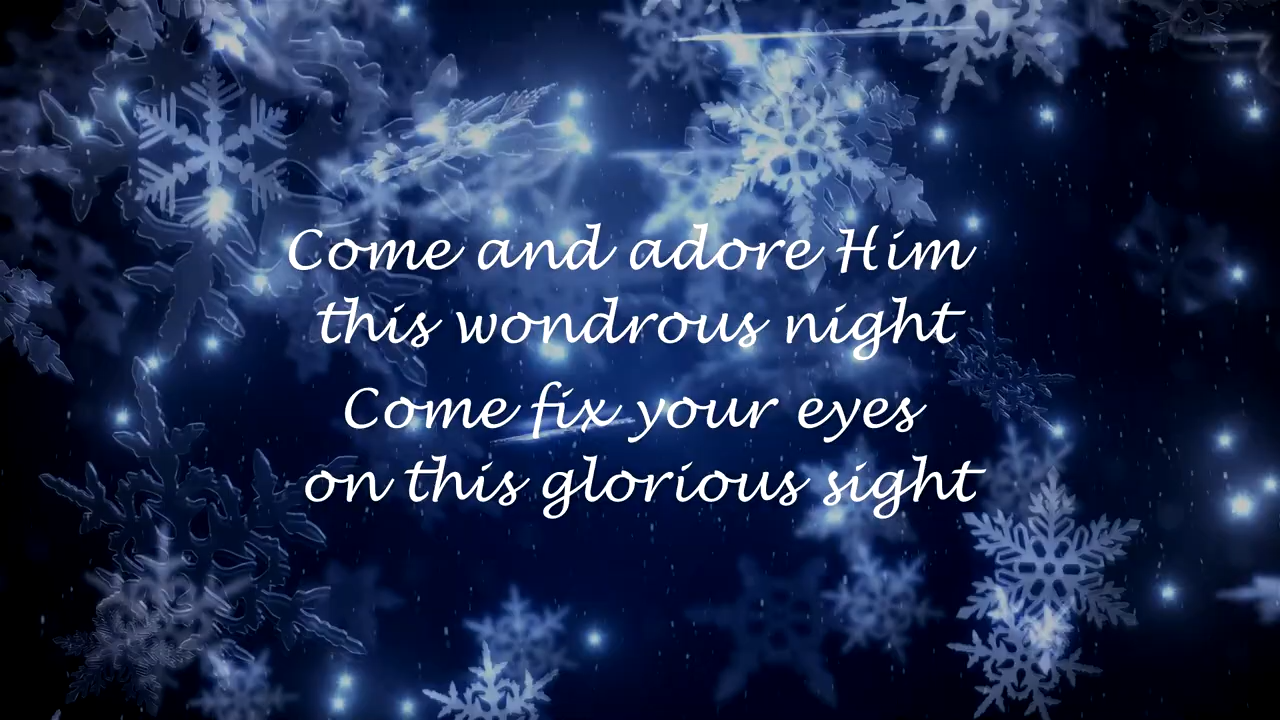 Come and adore Him
this wondrous night
Come fix your eyes
on this glorious sight